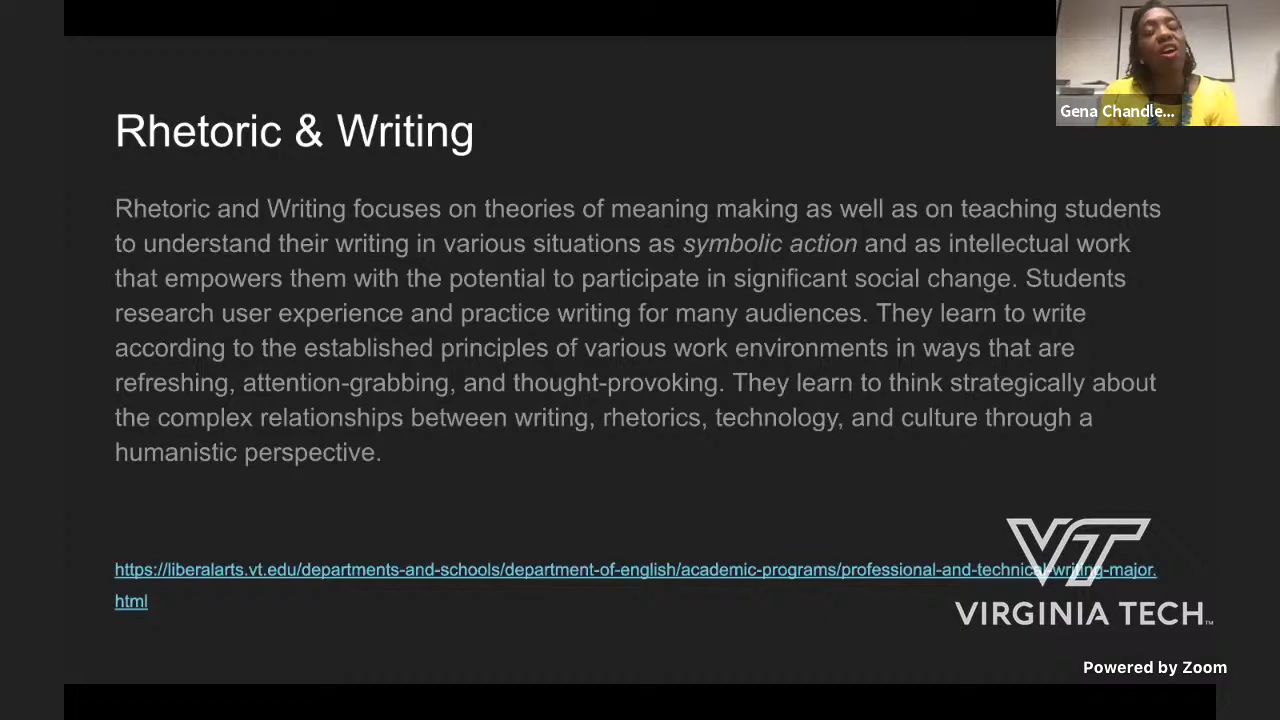 Gena Chandle...
Rhetoric & Writing
Rhetoric and Writing focuses on theories of meaning making as well as on teaching students
to understand their writing in various situations as symbolic action and as intellectual work
that empowers them with the potential to participate in significant social change. Students
research user experience and practice writing for many audiences. They learn to write
according to the established principles of various work environments in ways that are
refreshing, attention-grabbing, and thought-provoking. They learn to think strategically about
the complex relationships between writing, rhetorics, technology, and culture through a
humanistic perspective.
https://liberalarts.vt.edu/departments-and-schools/department-of-english/academic-programs/professional-and-technical-writing-major.
html
VT
VIRGINIA TECH™
Powered by Zoom